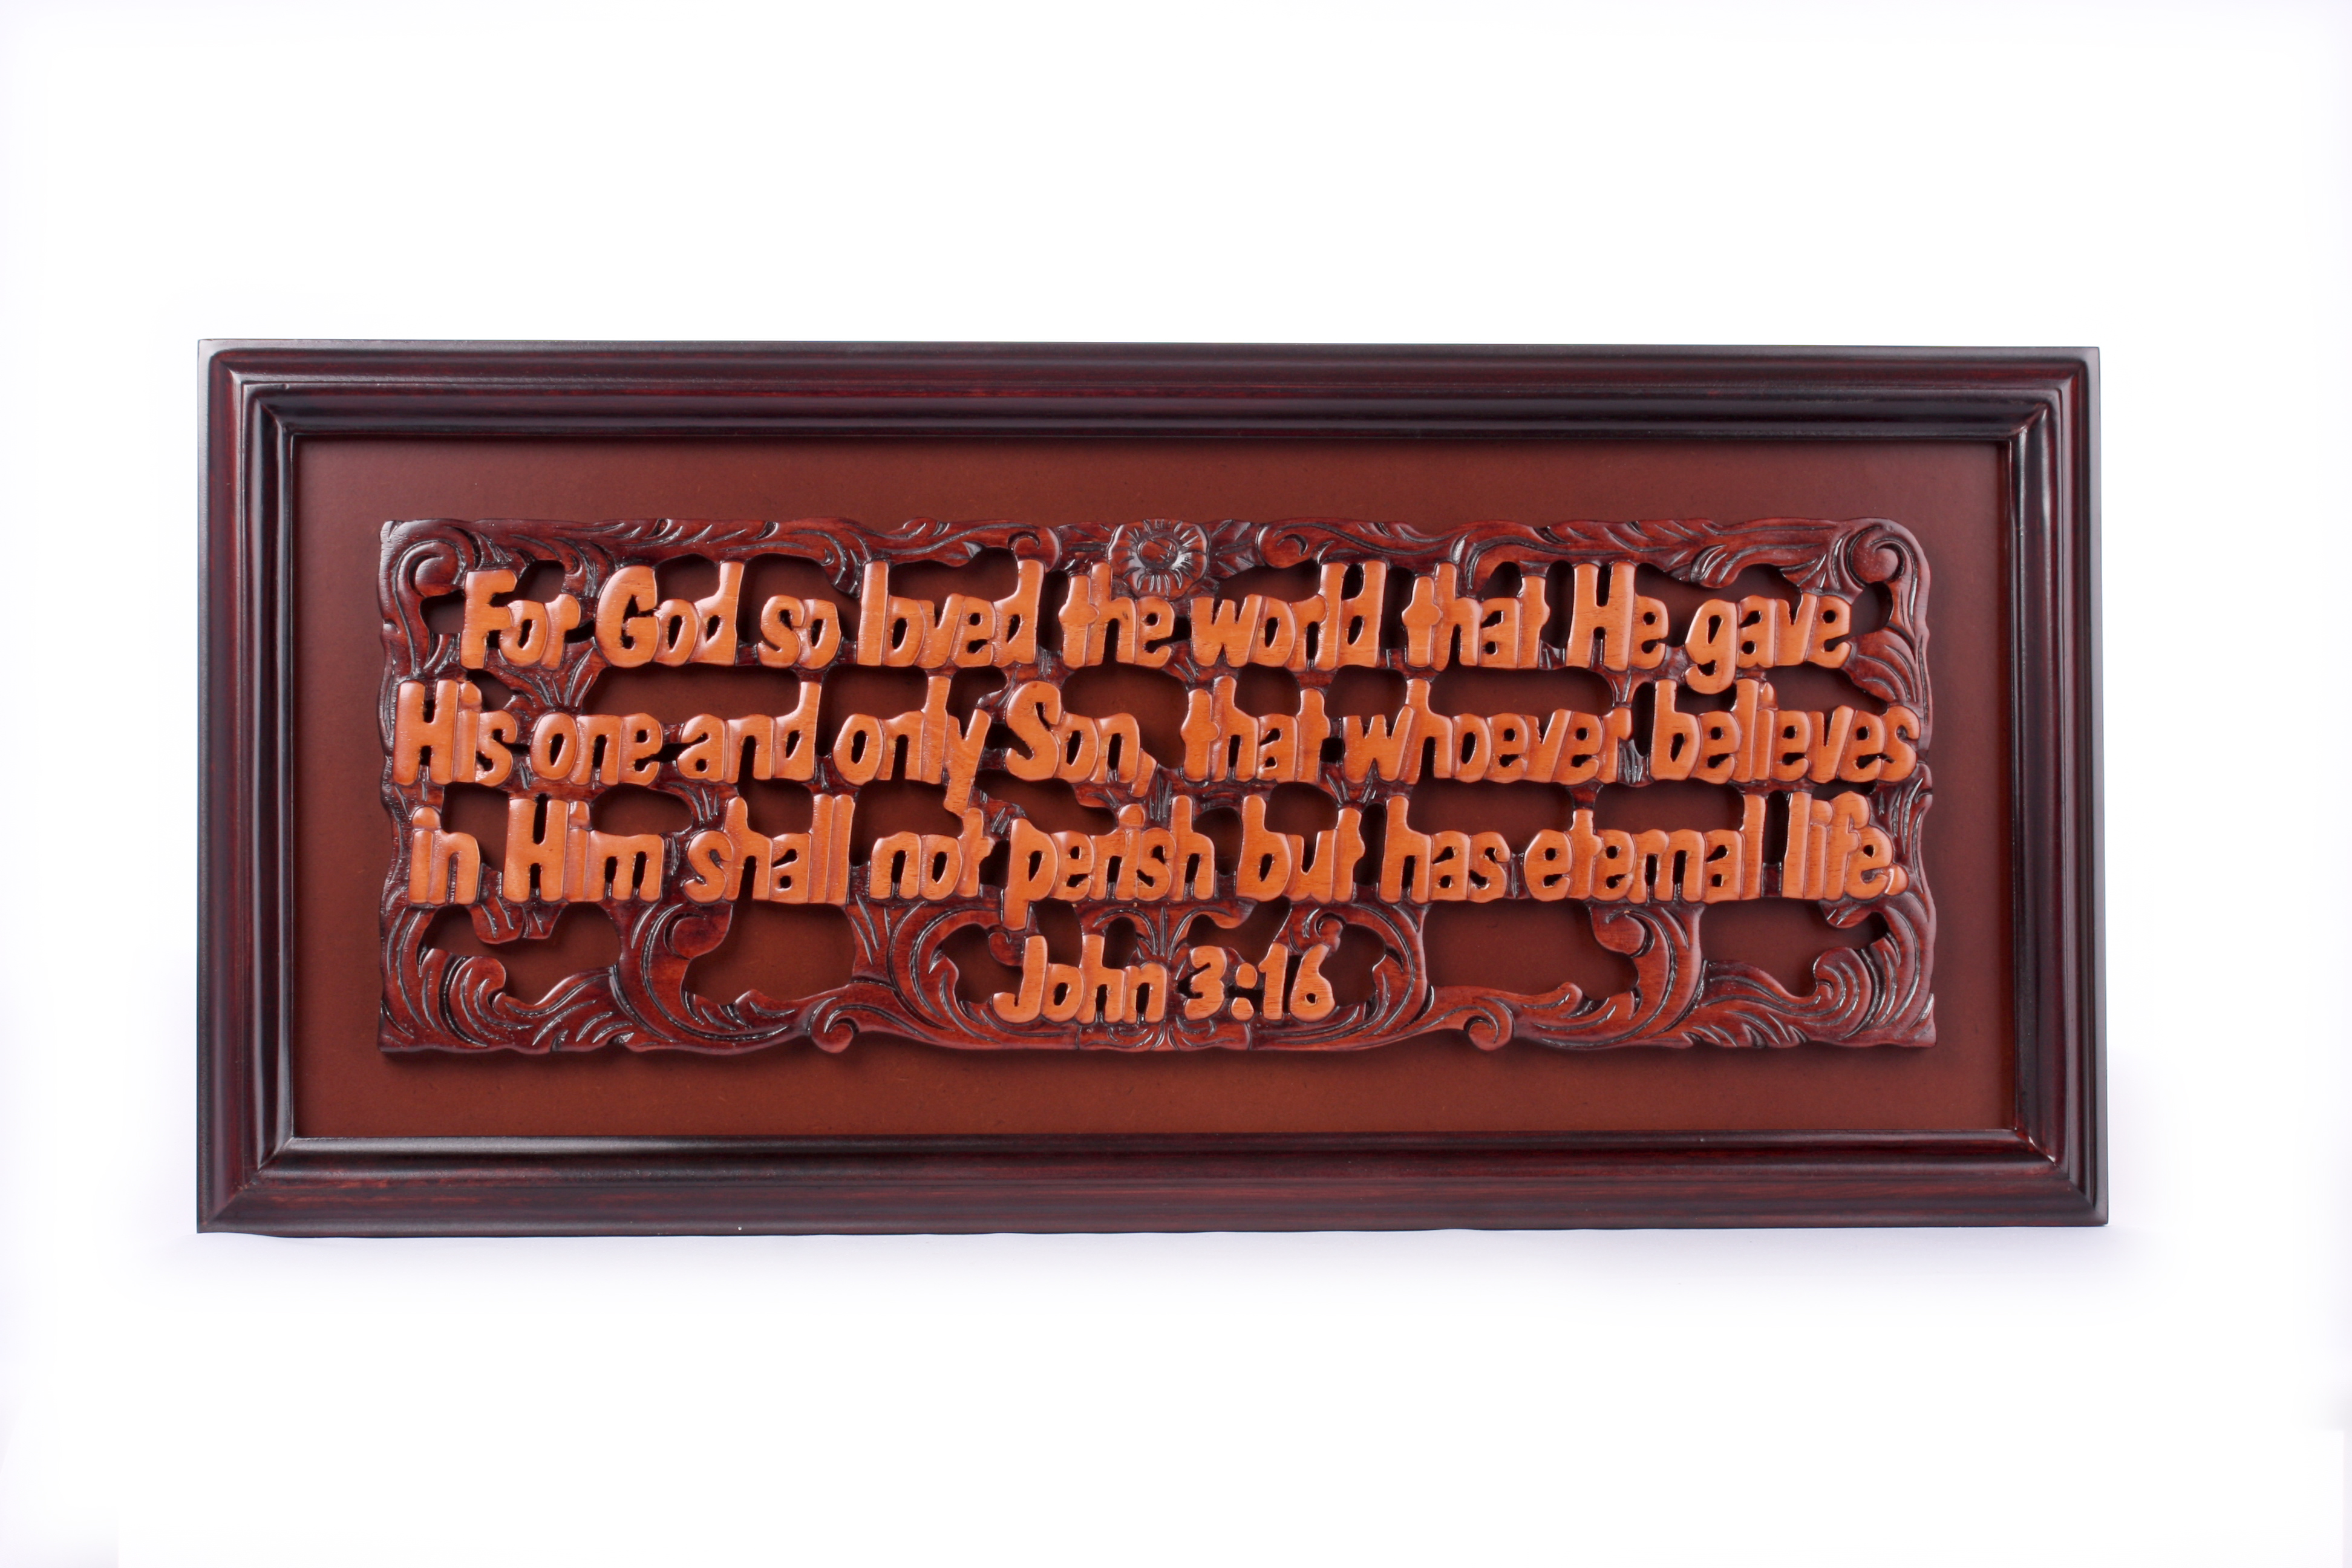 For God so loved the world that He gave
His one and only Son, that whoever believes
in Him shall not perish but has eternal life.
John 3:16